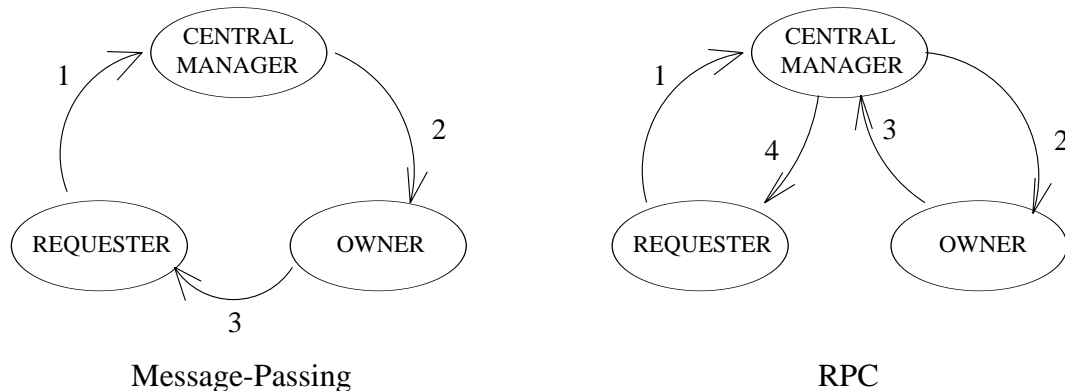 CENTRAL
MANAGER
1
2
REQUESTER
OWNER
3
Message-Passing
CENTRAL
MANAGER
1
2
3
4
REQUESTER
OWNER
RPC